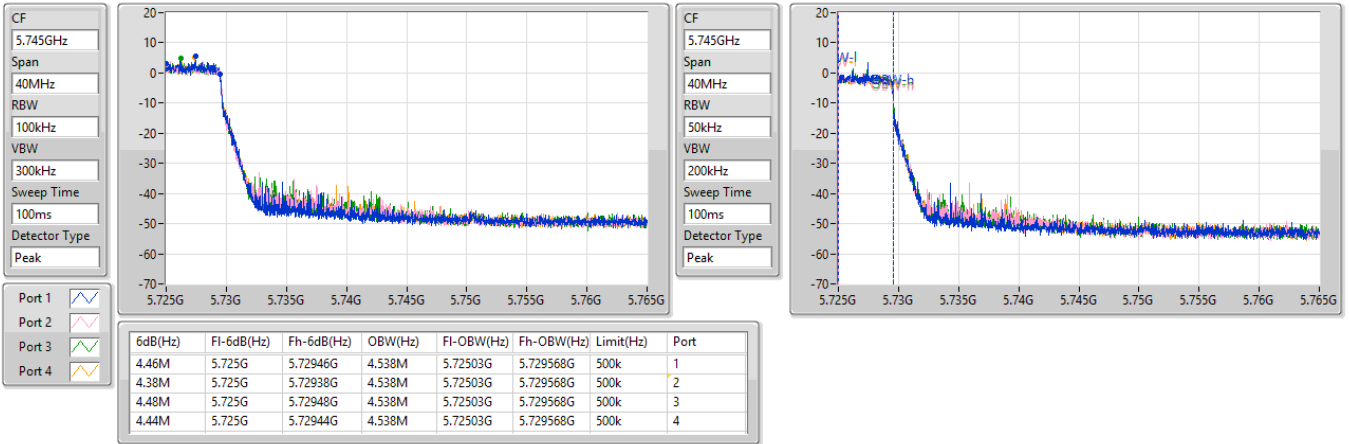 CF
5.745GHz
Span
40MHz
RBW
100kHz
VBW
300kHz
Sweep Time
100ms
Detector Type
Peak
20
10
0
-10
-20
-30
-40
-50
-60
-70
5.725G 5.73G 5.735G 5.74G 5.745G 5.75G 5.755G 5.76G 5.765G
CF
5.745GHz
Span
40MHz
RBW
50kHz
VBW
200kHz
Sweep Time
100ms
Detector Type
Peak
20
10
0
-10
-20
-30
-40
-50
-60
-70
5.725G 5.73G 5.735G 5.74G 5.745G 5.75G 5.755G 5.76G 5.765G
Port 1
Port 2
Port 3
Port 4
6dB(Hz) Fl-6dB(Hz) Fh-6dB(Hz) OBW(Hz) Fl-OBW(Hz) Fh-OBW(Hz) Limit(Hz) Port
4.46M 5.725G 5.72946G 4.538M 5.72503G 5.729568G 500k 1
4.38M 5.725G 5.72938G 4.538M 5.72503G 5.729568G 500k 2
4.48M 5.725G 5.72948G 4.538M 5.72503G 5.729568G 500k 3
4.44M 5.725G 5.72944G 4.538M 5.72503G 5.729568G 500k 4